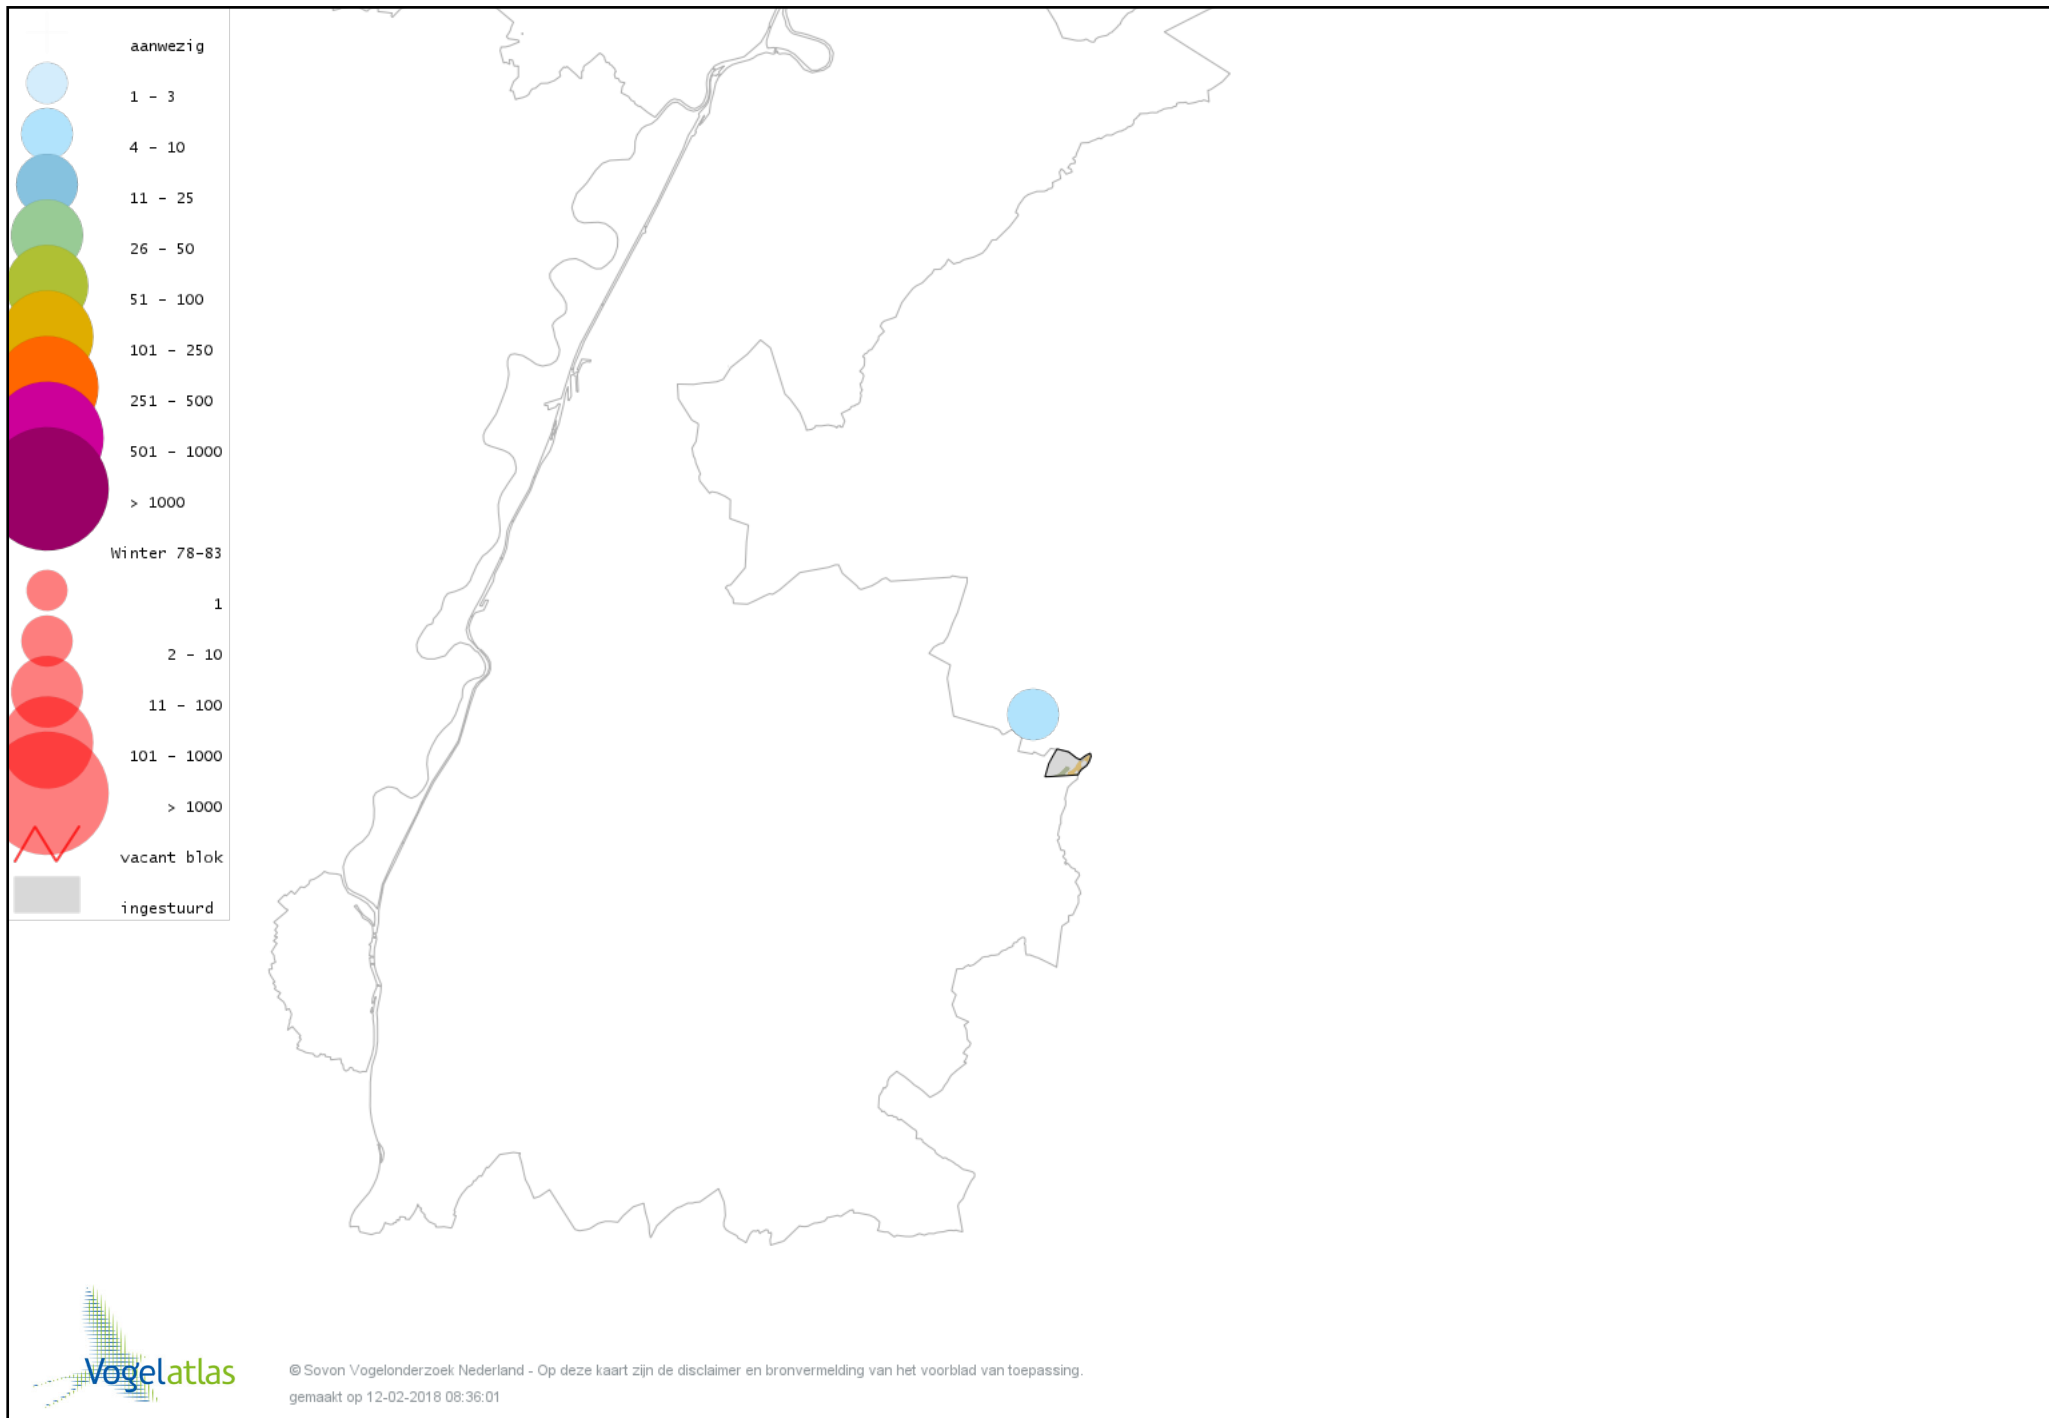 aanwezig
1 - 3
4 - 10
11 - 25
26 - 50
51 - 100
101 - 250
251 - 500
501 - 1000
> 1000
Winter 78-83
1
2 - 10
11 - 100
101 - 1000
> 1000
vacant blok
ingestuurd
Vogelatlas
© Sovon Vogelonderzoek Nederland - Op deze kaart zijn de disclaimer en bronvermelding van het voorblad van toepassing.
gemaakt op 12-02-2018 08:36:01